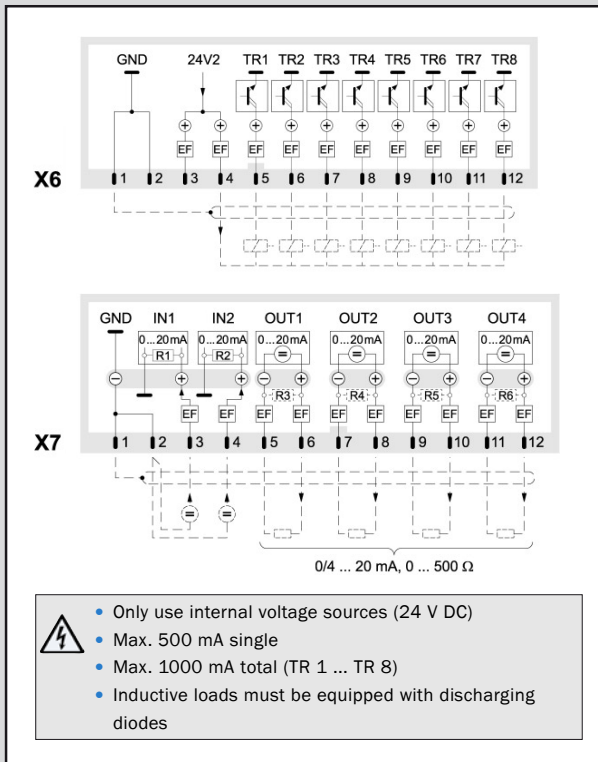 GND 24V2 TR1 TR2 TR3 TR4 TR5 TR6 TR7 TR8
+ + + + + + + + + +
EF EF EF EF EF EF EF EF EF EF
X6 1 2 3 4 5 6 7 8 9 10 11 12
GND IN1 IN2 OUT1 OUT2 OUT3 OUT4
0...20mA 0...20mA 0...20mA 0...20mA 0...20mA 0...20mA
R1 R2 = = = =
− + + − + − + − + − +
R3 R4 R5 R6
EF EF EF EF EF EF EF EF EF EF
X7 1 2 3 4 5 6 7 8 9 10 11 12
= =
0/4 ... 20 mA, 0 ... 500 Ω
• Only use internal voltage sources (24 V DC)
• Max. 500 mA single
• Max. 1000 mA total (TR 1 ... TR 8)
• Inductive loads must be equipped with discharging
diodes